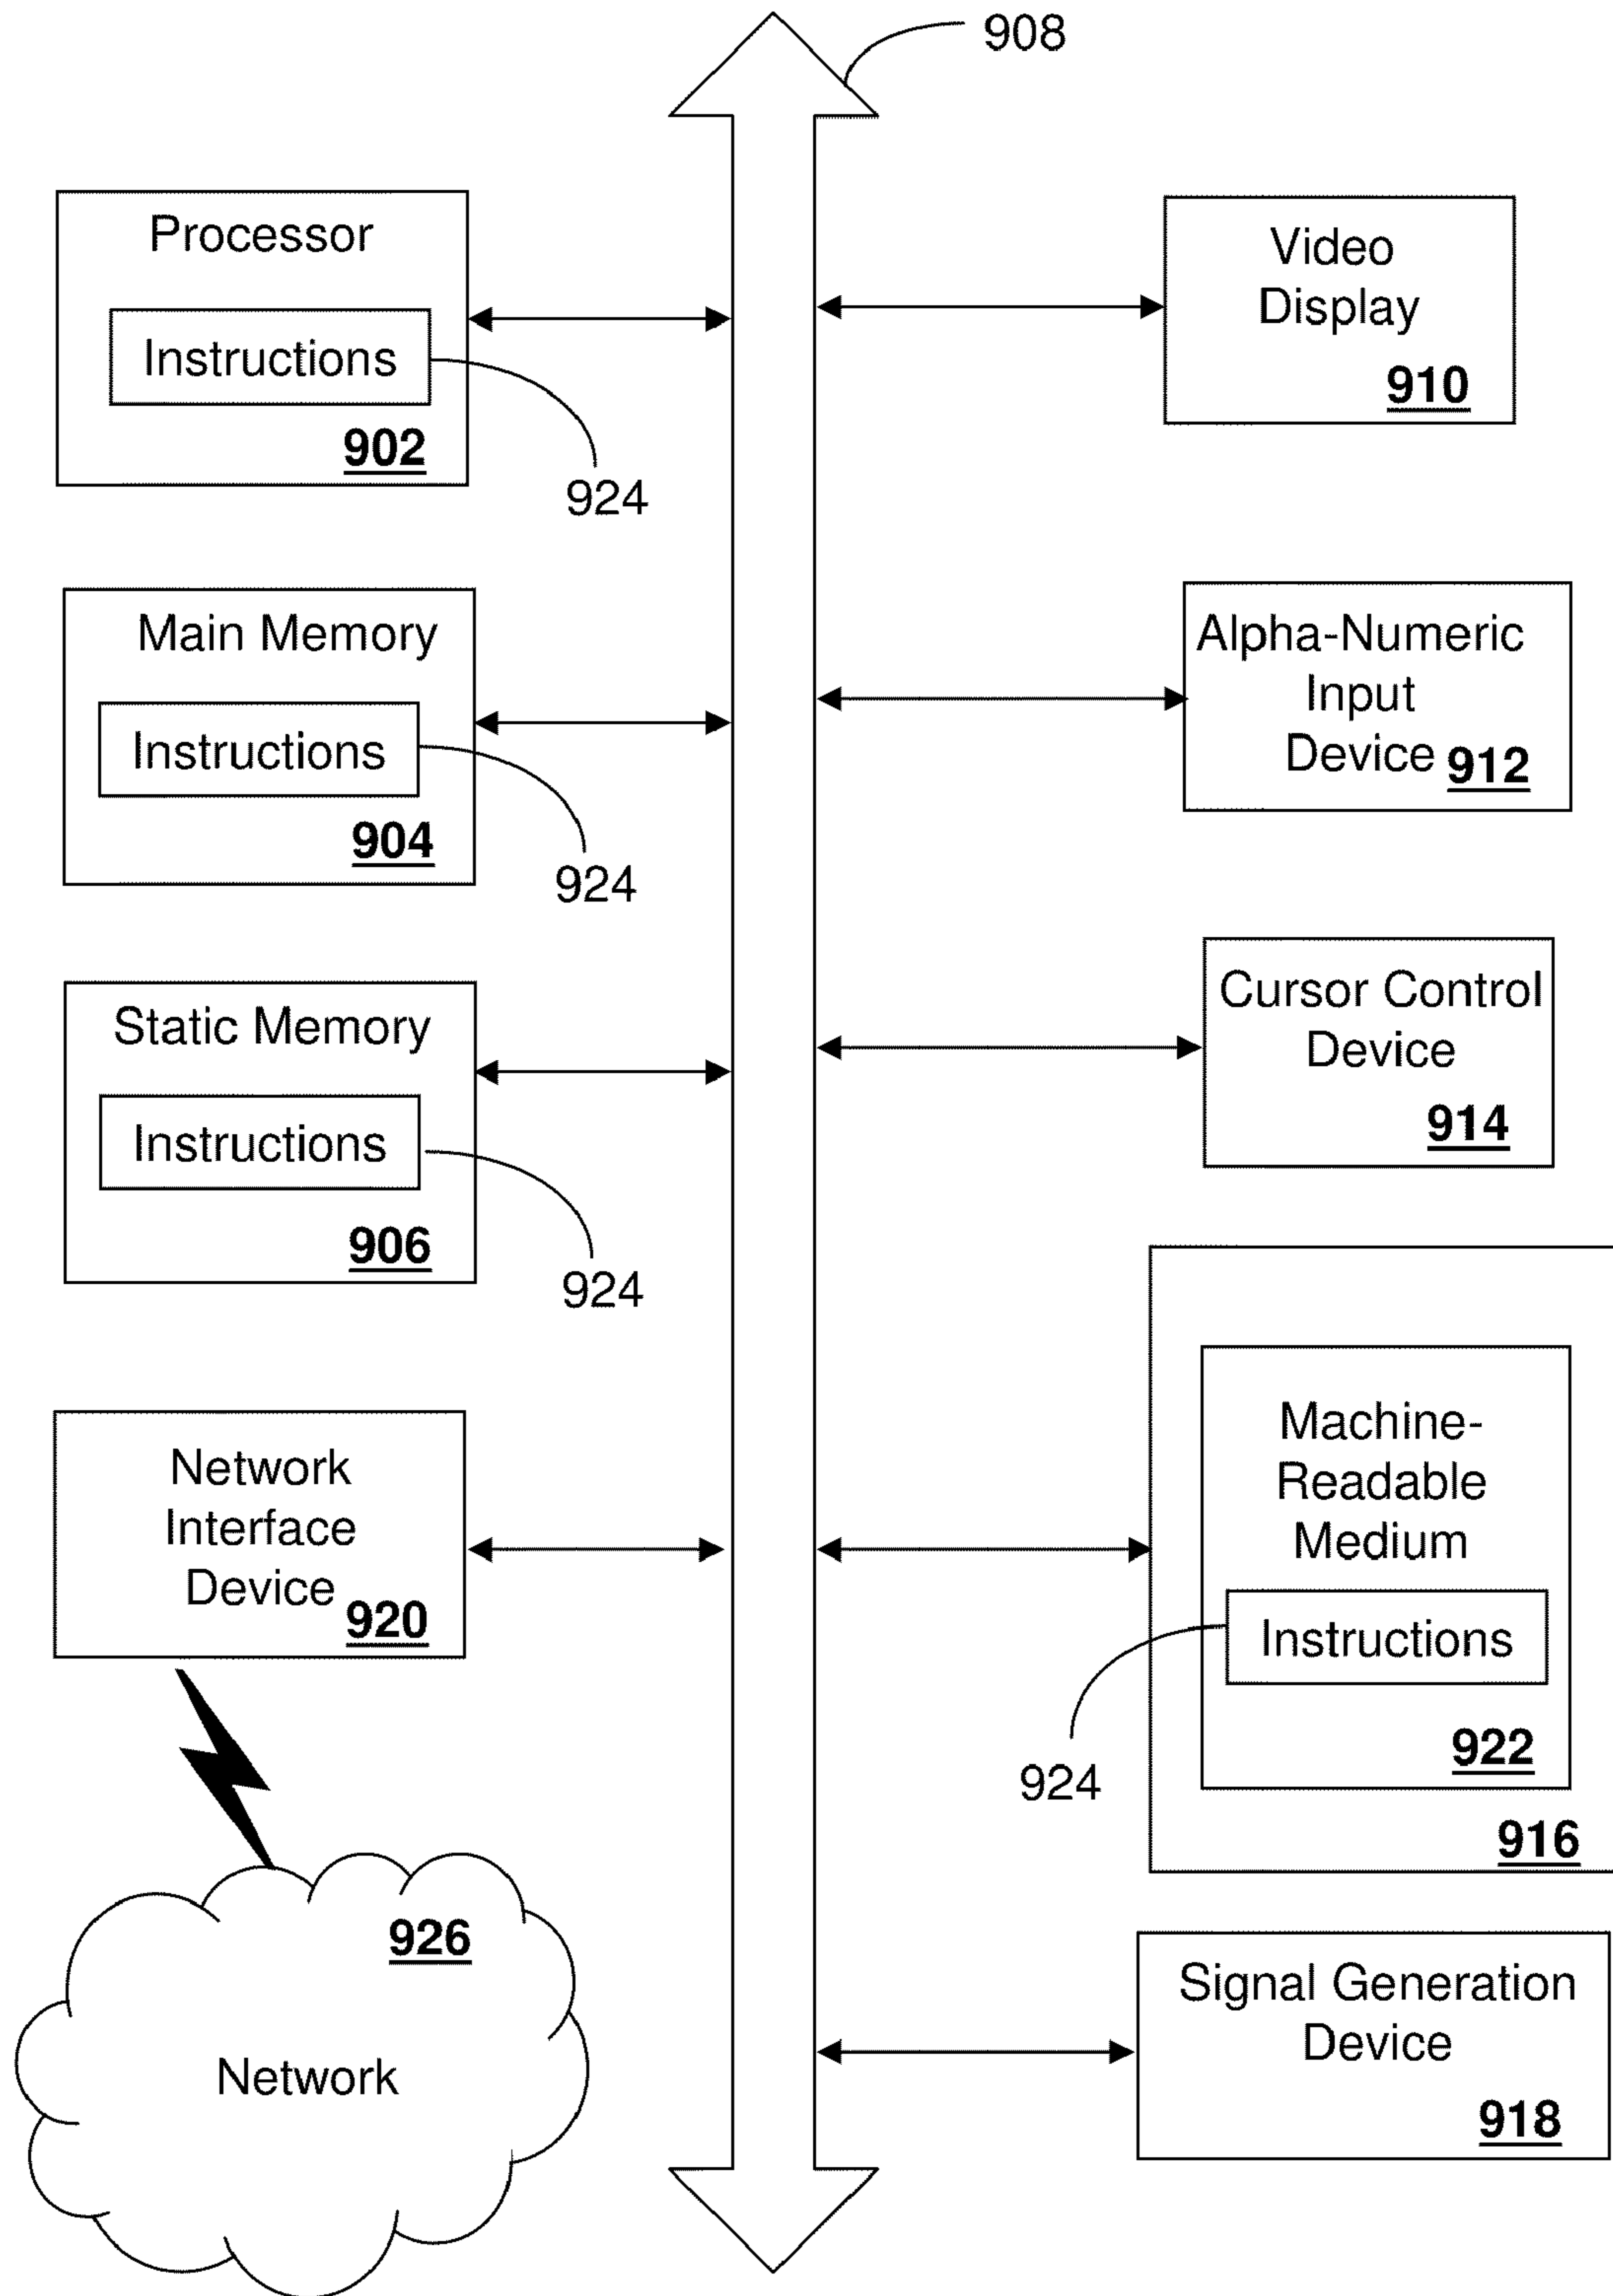 908
Processor
Instructions
902
924
Main Memory
Instructions
904
924
Static Memory
Instructions
906
924
Network
Interface
Device
920
926
Network
Video
Display
910
Alpha-Numeric
Input
Device
912
Cursor Control
Device
914
Machine-
Readable
Medium
Instructions
922
924
916
Signal Generation
Device
918